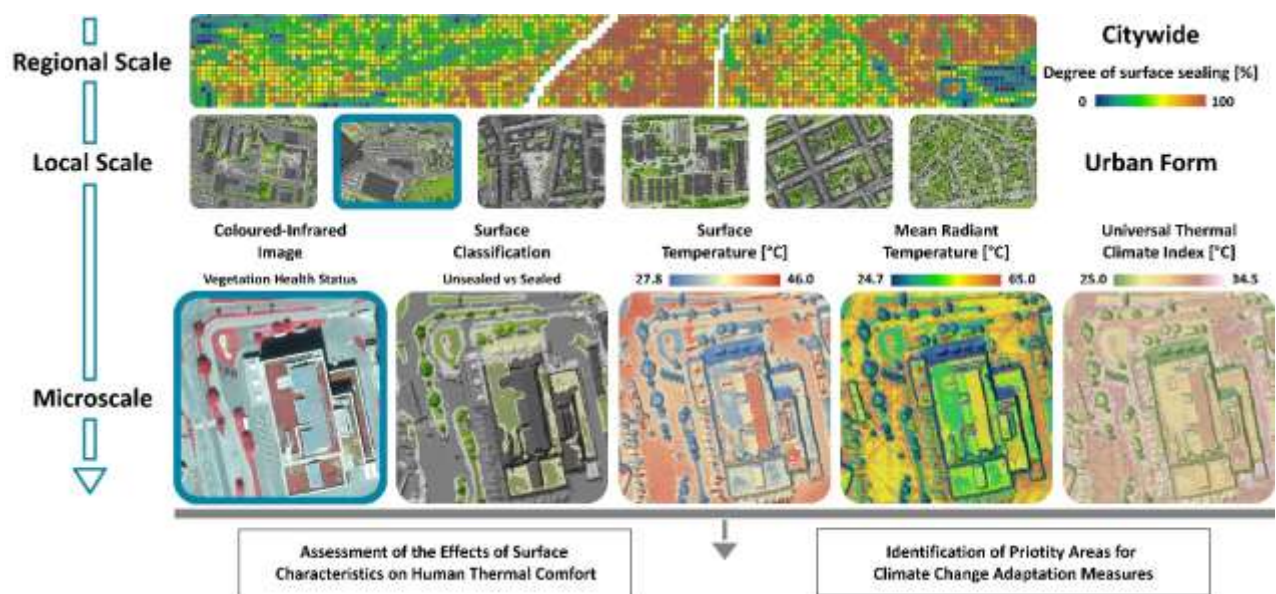 Regional Scale
Citywide
Degree of surface sealing [%]
0 100
Local Scale
Urban Form
Coloured-Infrared
Image
Vegetation Health Status
Surface
Classification
Unsealed vs Sealed
Surface
Temperature [°C]
27.8 46.0
Mean Radiant
Temperature [°C]
24.7 65.0
Universal Thermal
Climate Index [°C]
25.0 34.5
Microscale
Assessment of the Effects of Surface
Characteristics on Human Thermal Comfort
Identification of Priotity Areas for
Climate Change Adaptation Measures